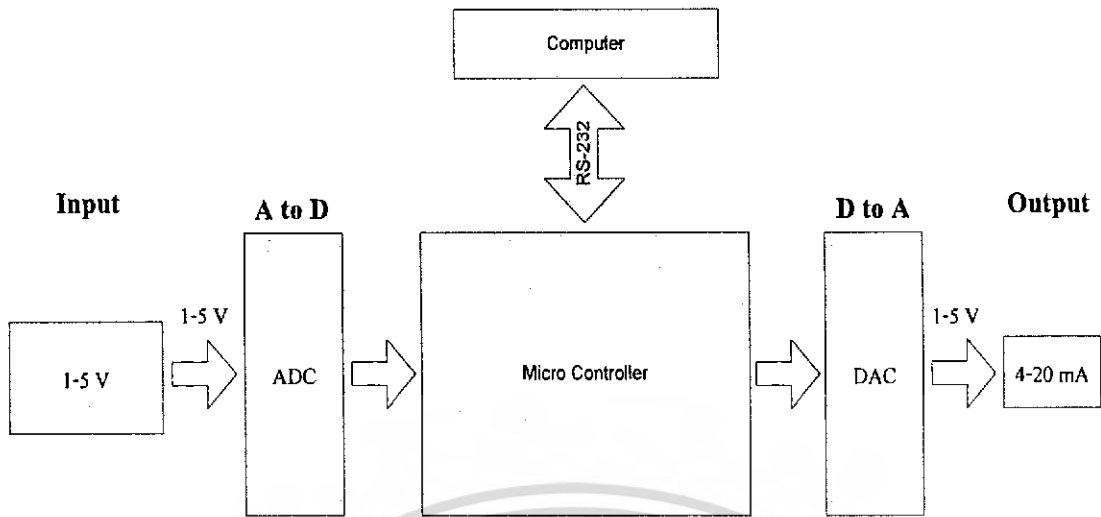 Computer
RS-232
Input
A to D
D to A
Output
1-5 V
1-5 V
1-5 V
ADC
Micro Controller
DAC
4-20 mA